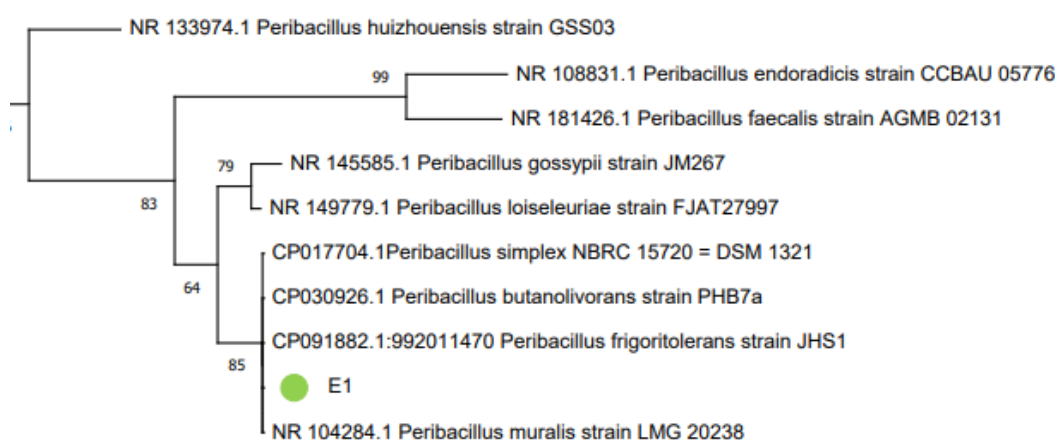 NR 133974.1 Peribacillus huizhouensis strain GSS03
NR 108831.1 Peribacillus endoradicis strain CCBAU 05776
99
NR 181426.1 Peribacillus faecalis strain AGMB 02131
NR 145585.1 Peribacillus gossypii strain JM267
79
83
NR 149779.1 Peribacillus loiseleuriae strain FJAT27997
CP017704.1Peribacillus simplex NBRC 15720 = DSM 1321
64
CP030926.1 Peribacillus butanolivorans strain PHB7a
CP091882.1:992011470 Peribacillus frigoritolerans strain JHS1
85
E1
NR 104284.1 Peribacillus muralis strain LMG 20238